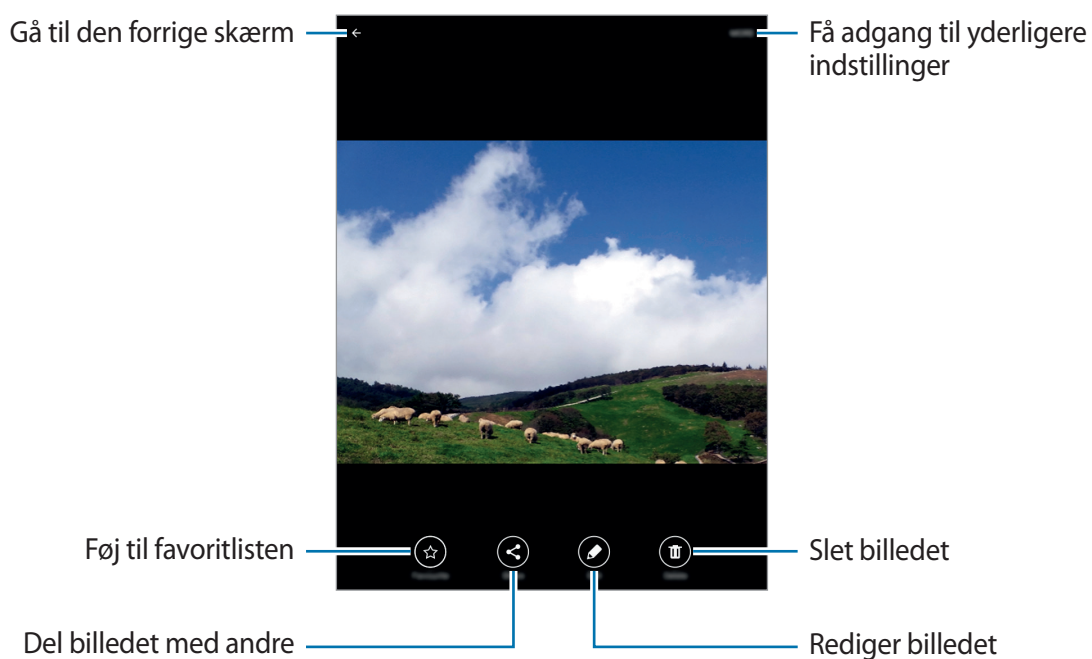 Gå til den forrige skærm
Få adgang til yderligere
indstillinger
Føj til favoritlisten
Slet billedet
Del billedet med andre
Rediger billedet